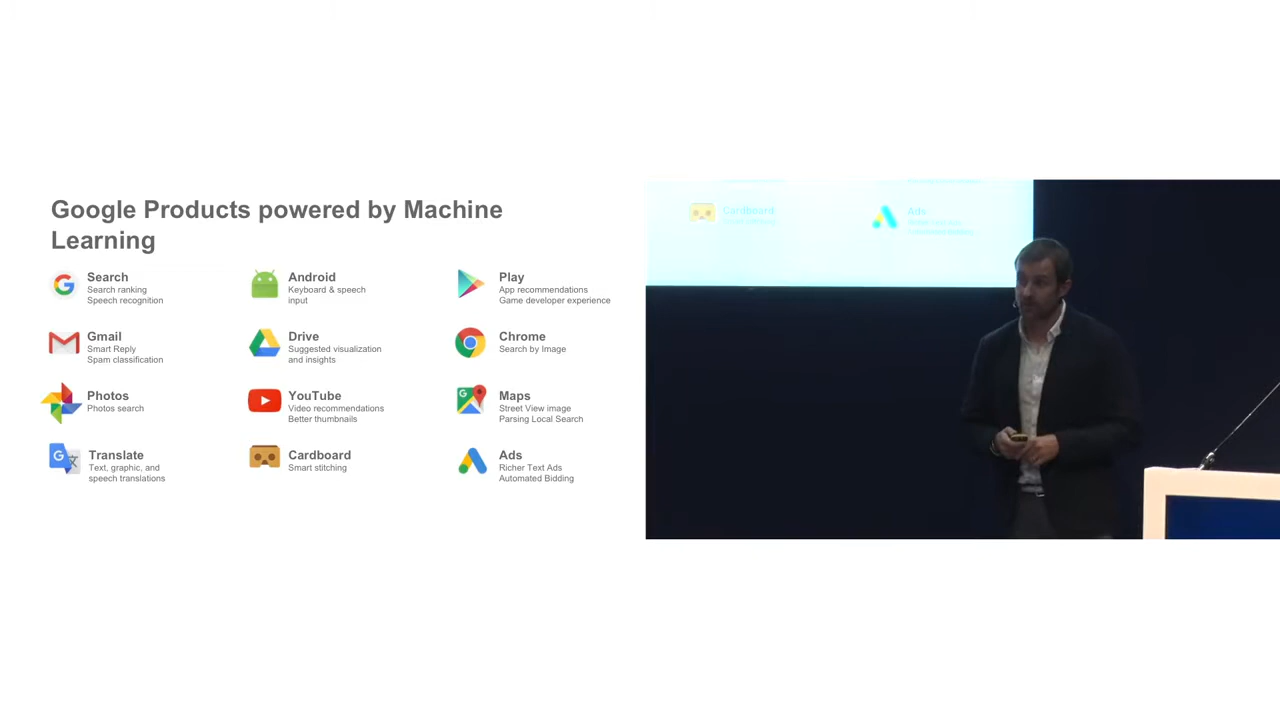 Google Products powered by Machine
Learning
Search
Search ranking
Speech recognition
Android
Keyboard & speech
input
Play
App recommendations
Game developer experience
Gmail
Smart Reply
Spam classification
Drive
Suggested visualization
and insights
Chrome
Search by Image
Photos
Photos search
YouTube
Video recommendations
Better thumbnails
Maps
Street View image
Parsing Local Search
Translate
Text, graphic, and
speech translations
Cardboard
Smart stitching
Ads
Richer Text Ads
Automated Bidding
Cardboard
Ads